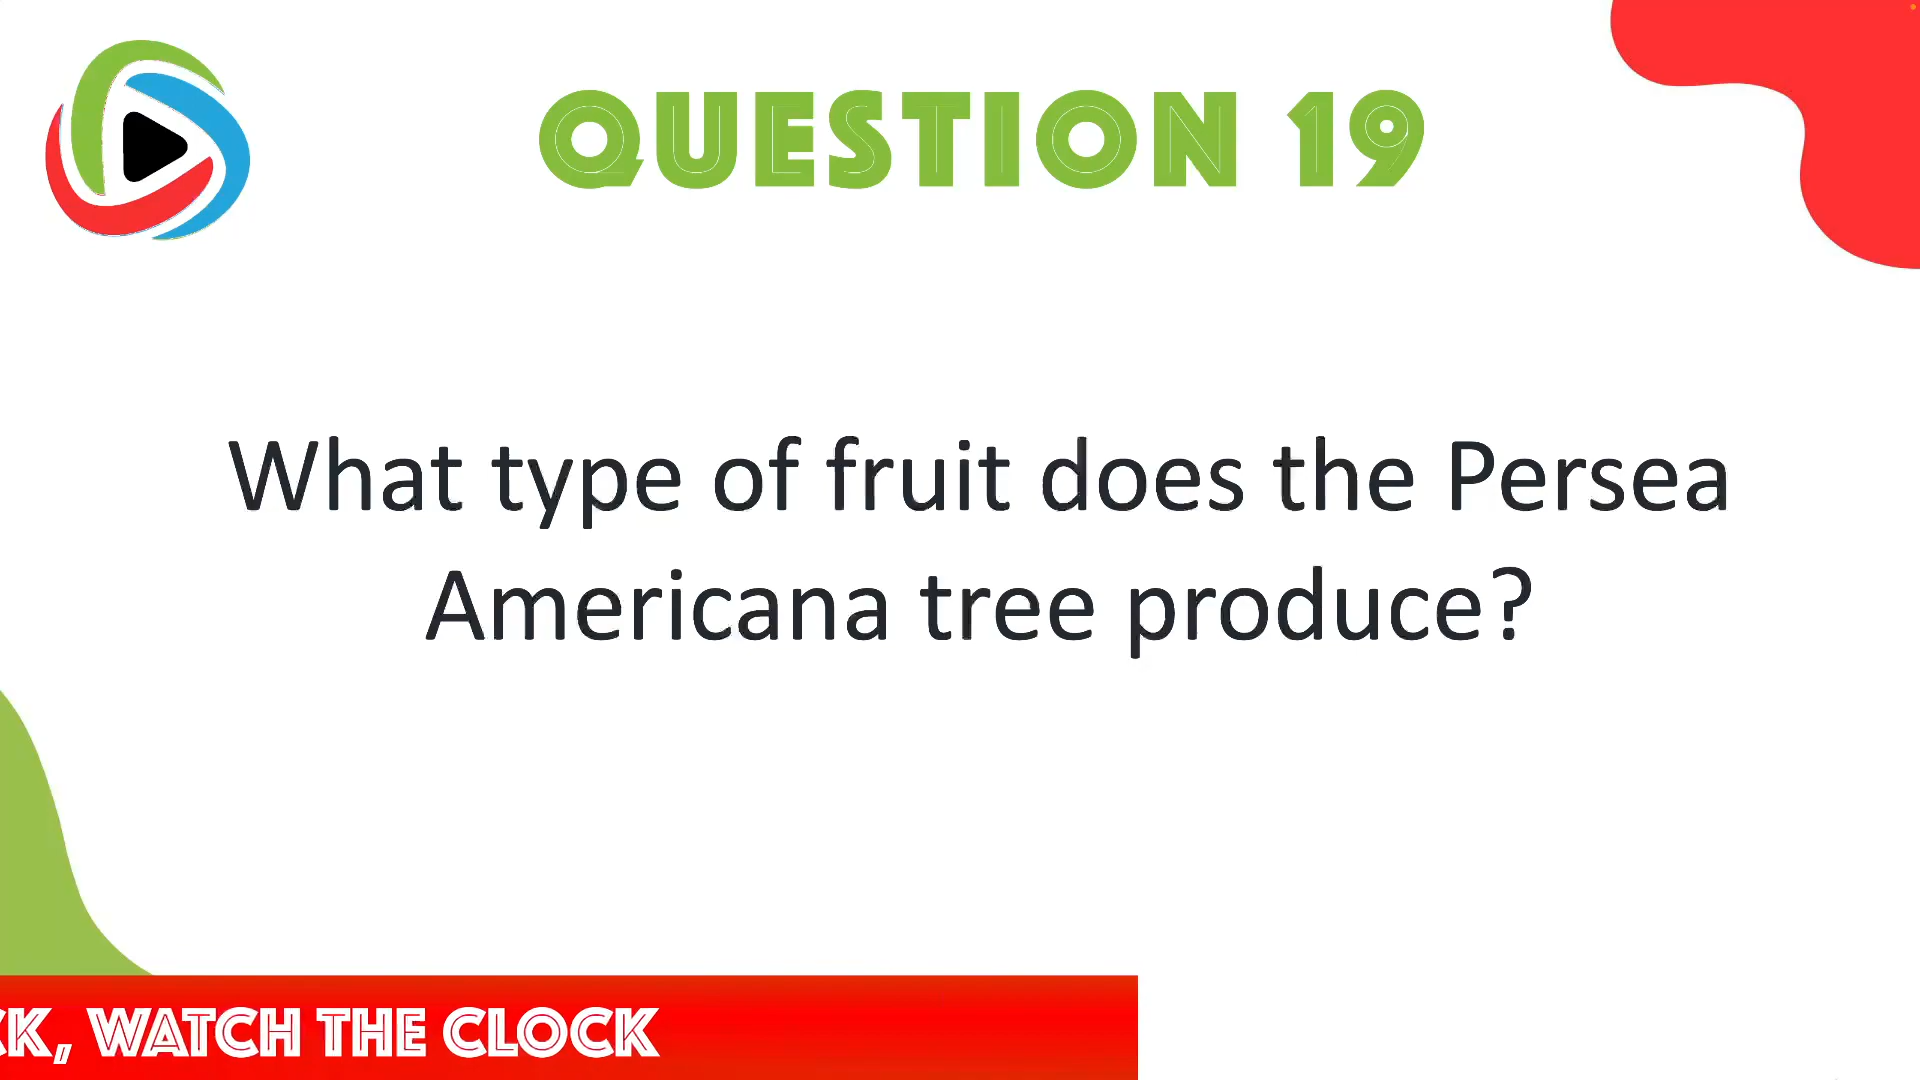 QUESTION 19
What type of fruit does the Persea
Americana tree produce?
WATCH THE CLOCK